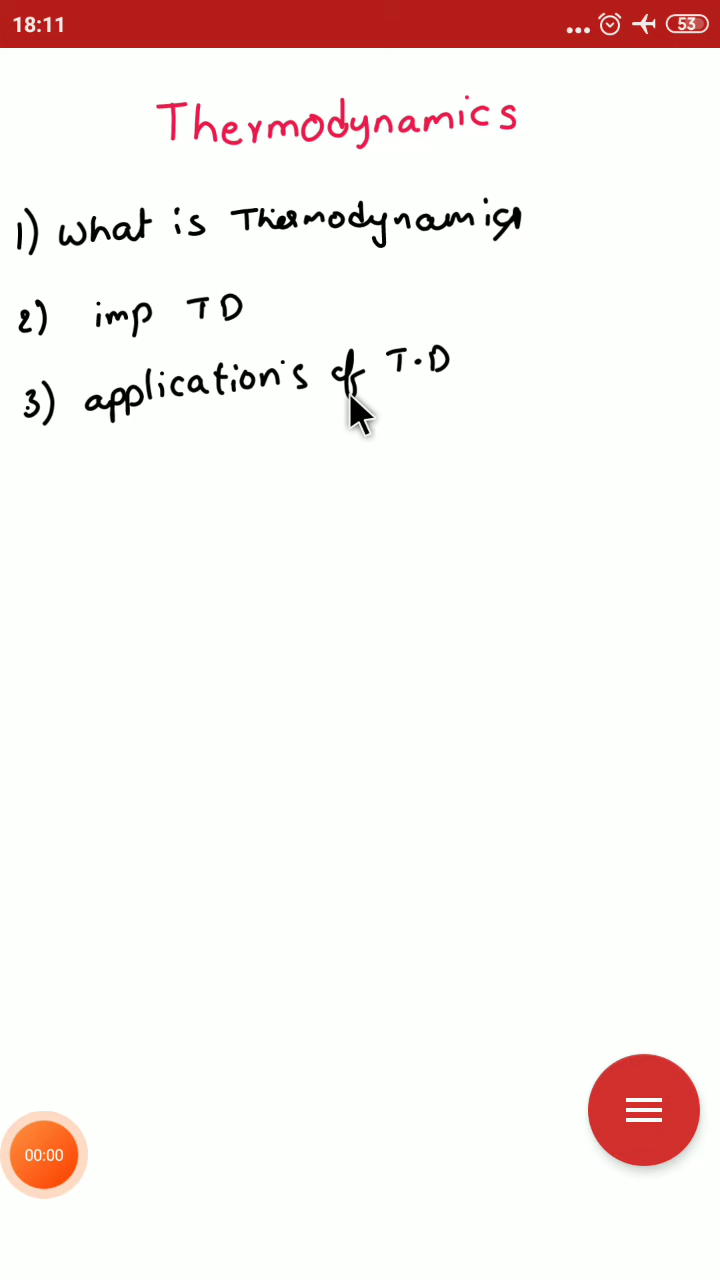 18:11
53
Thermodynamics
1) What is Thermodynamics
2) imp TD
3) application's of T.D
00:00